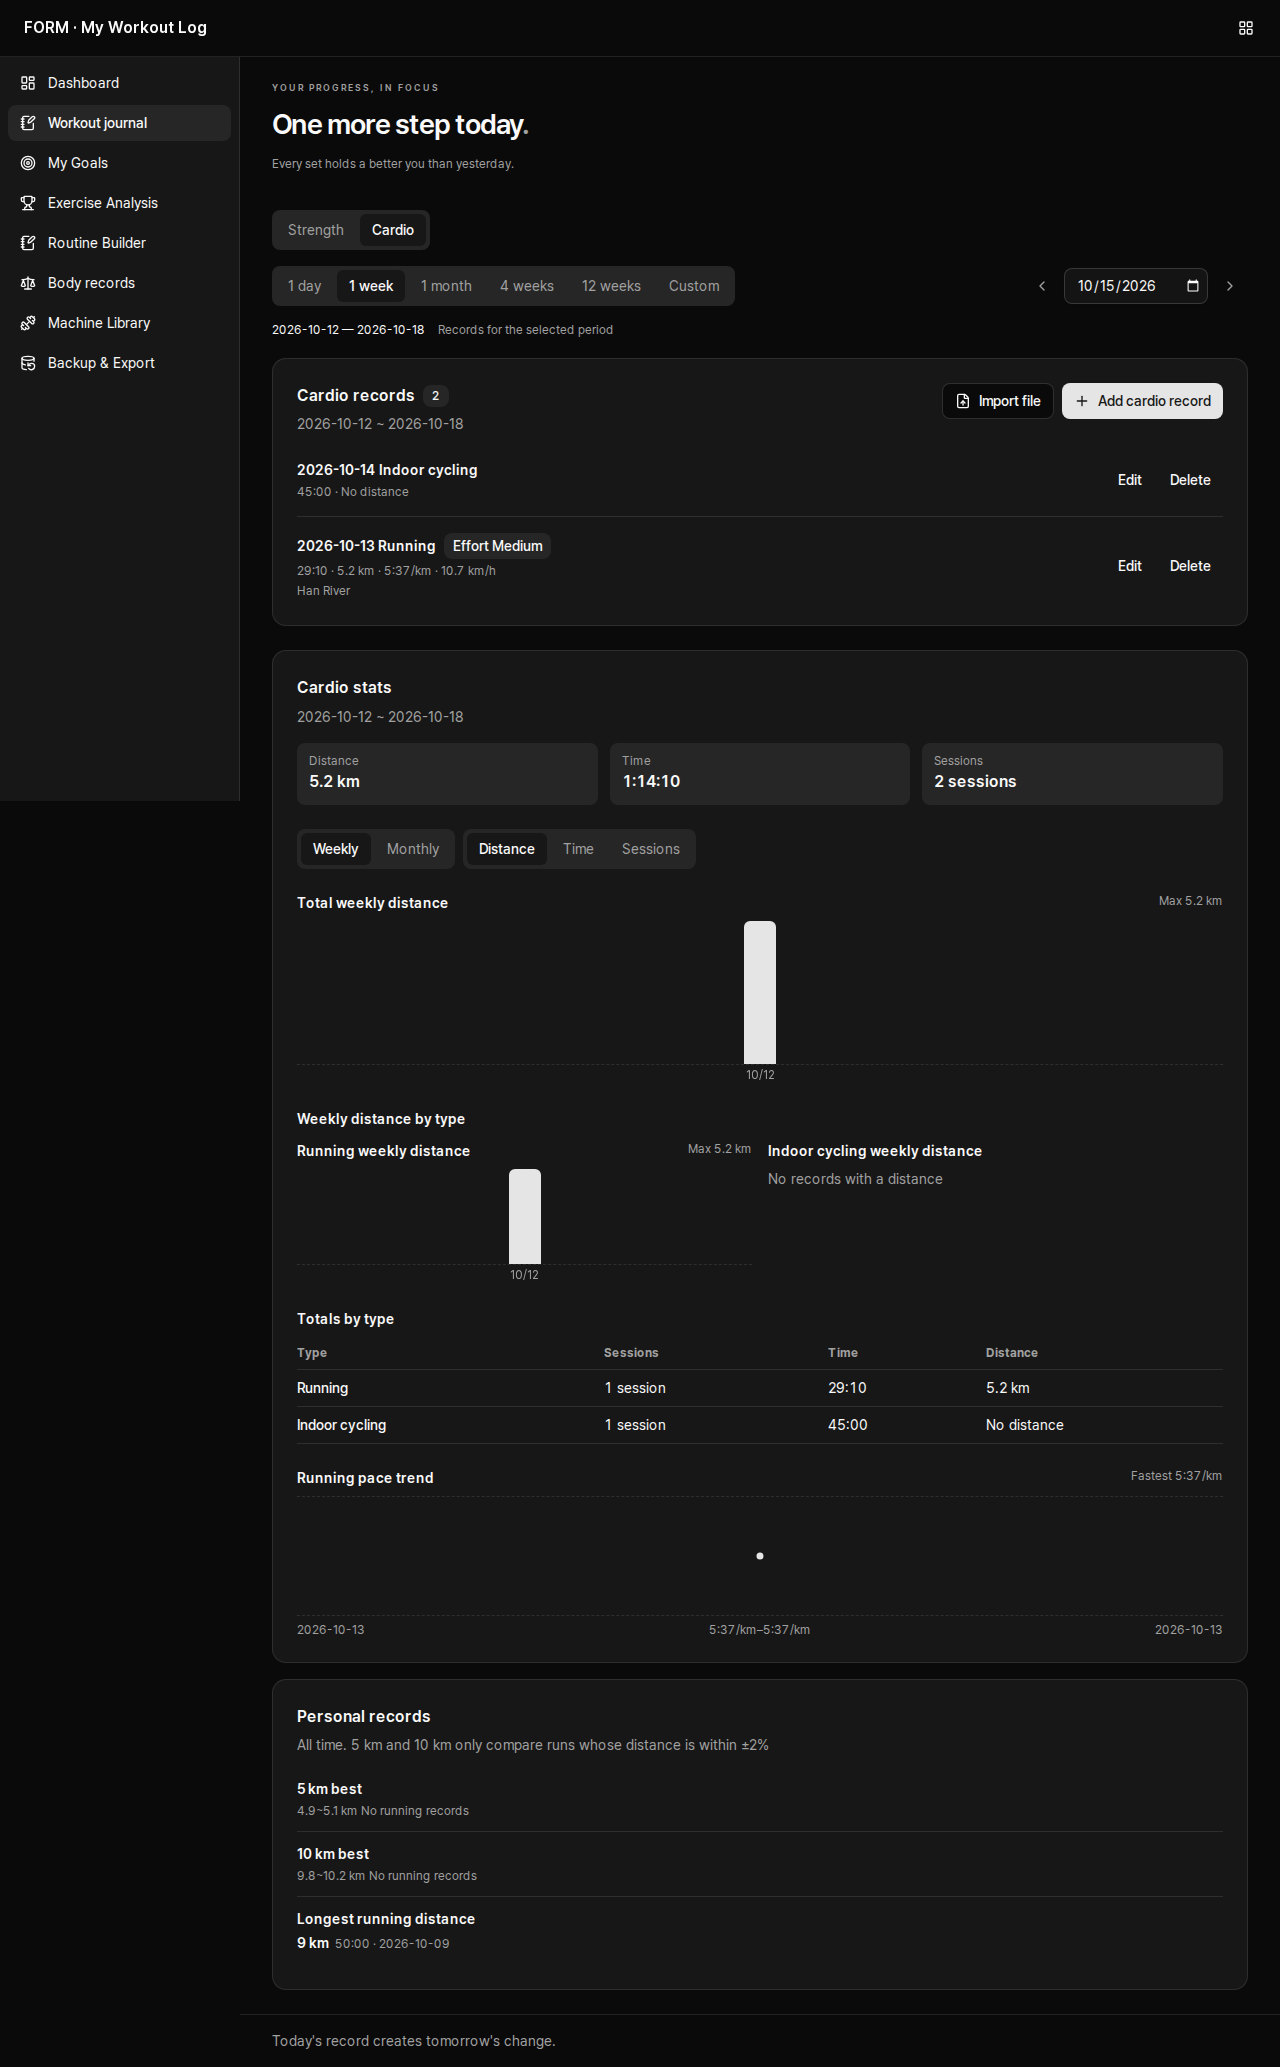 FORM · My Workout Log
Dashboard
Workout journal
My Goals
Exercise Analysis
Routine Builder
Body records
Machine Library
Backup & Export
YOUR PROGRESS, IN FOCUS
One more step today.
Every set holds a better you than yesterday.
Strength Cardio
1 day 1 week 1 month 4 weeks 12 weeks Custom
10/15/2026
2026-10-12 — 2026-10-18 Records for the selected period
Cardio records 2
Import file
Add cardio record
2026-10-12 ~ 2026-10-18
2026-10-14 Indoor cycling
45:00 · No distance
Edit Delete
2026-10-13 Running Effort Medium
29:10 · 5.2 km · 5:37/km · 10.7 km/h
Han River
Edit Delete
Cardio stats
2026-10-12 ~ 2026-10-18
Distance
5.2 km
Time
1:14:10
Sessions
2 sessions
Weekly Monthly Distance Time Sessions
Total weekly distance Max 5.2 km
10/12
Weekly distance by type
Running weekly distance Max 5.2 km
10/12
Indoor cycling weekly distance
No records with a distance
Totals by type
Type Sessions Time Distance
Running 1 session 29:10 5.2 km
Indoor cycling 1 session 45:00 No distance
Running pace trend Fastest 5:37/km
2026-10-13 5:37/km–5:37/km 2026-10-13
Personal records
All time. 5 km and 10 km only compare runs whose distance is within ±2%
5 km best
4.9~5.1 km No running records
10 km best
9.8~10.2 km No running records
Longest running distance
9 km 50:00 · 2026-10-09
Today's record creates tomorrow's change.